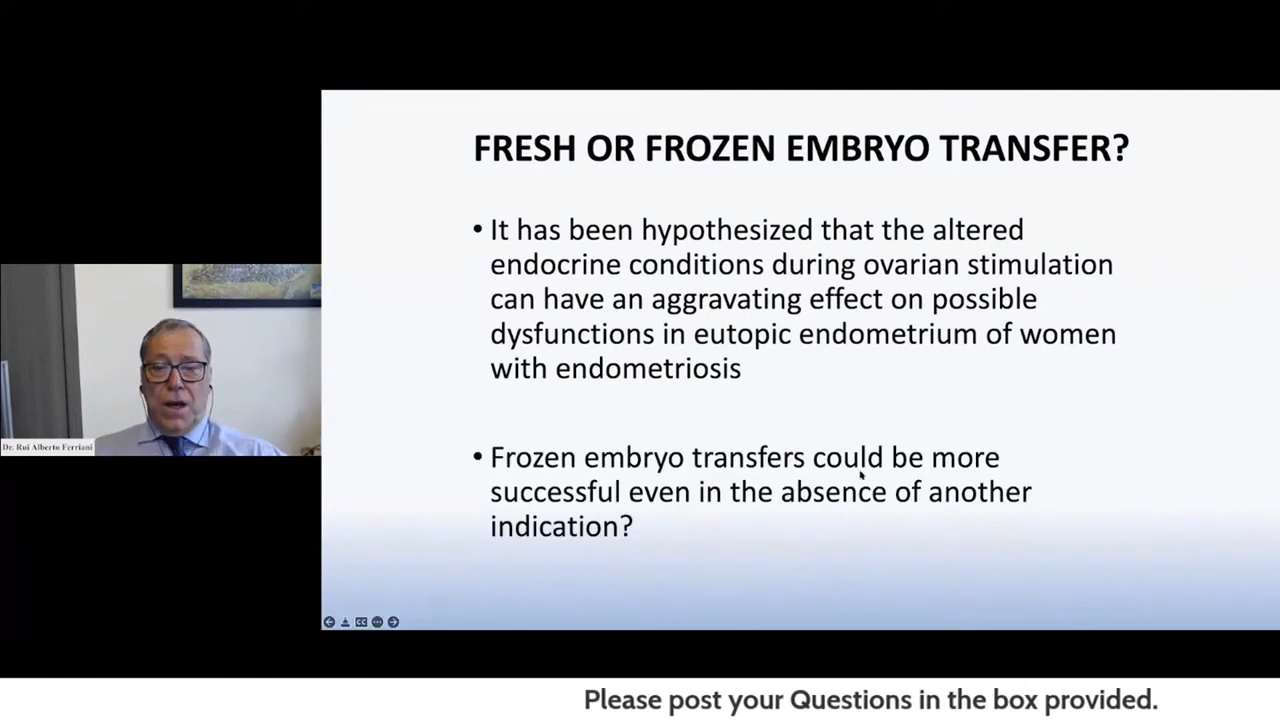 FRESH OR FROZEN EMBRYO TRANSFER?
• It has been hypothesized that the altered
endocrine conditions during ovarian stimulation
can have an aggravating effect on possible
dysfunctions in eutopic endometrium of women
with endometriosis
• Frozen embryo transfers could be more
successful even in the absence of another
indication?
Dr. Rui Alberto Ferriani
Please post your Questions in the box provided.